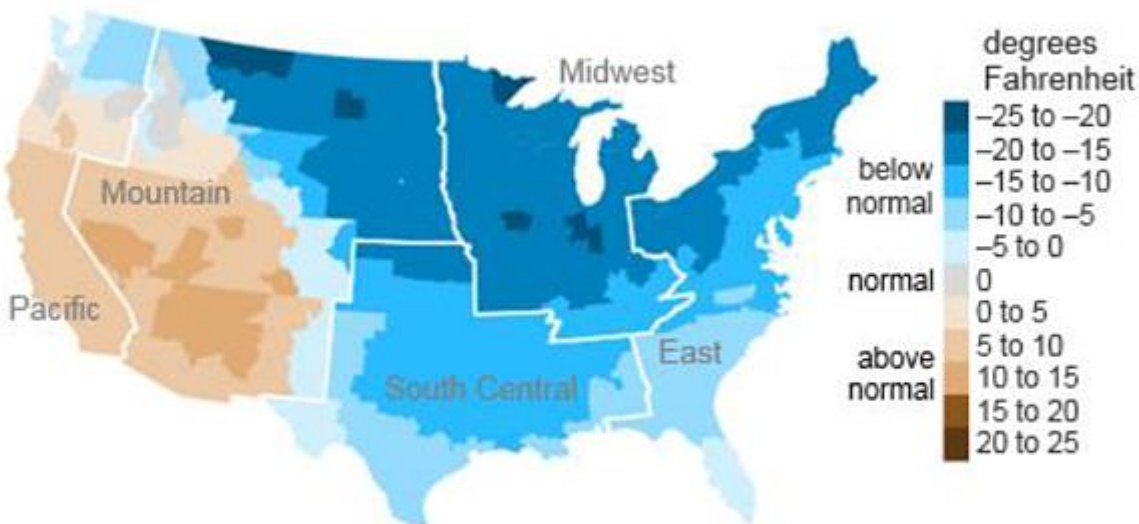 Midwest
Mountain
Pacific
South Central
East
degrees
Fahrenheit
below
normal
normal
above
normal
–25 to –20
–20 to –15
–15 to –10
–10 to –5
–5 to 0
0
0 to 5
5 to 10
10 to 15
15 to 20
20 to 25